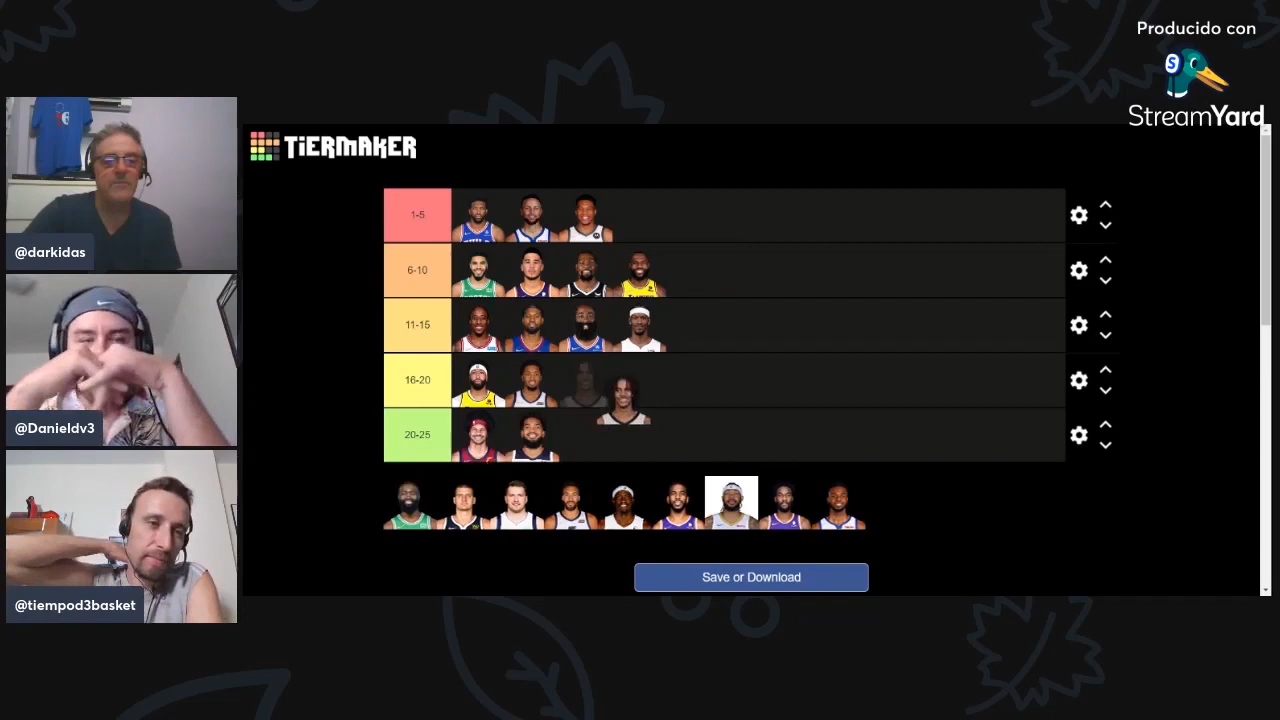 Producido con
StreamYard
TiERMAKER
1-5
6-10
11-15
16-20
20-25
@darkidas
@Danieldv3
@tiempod3basket
Save or Download